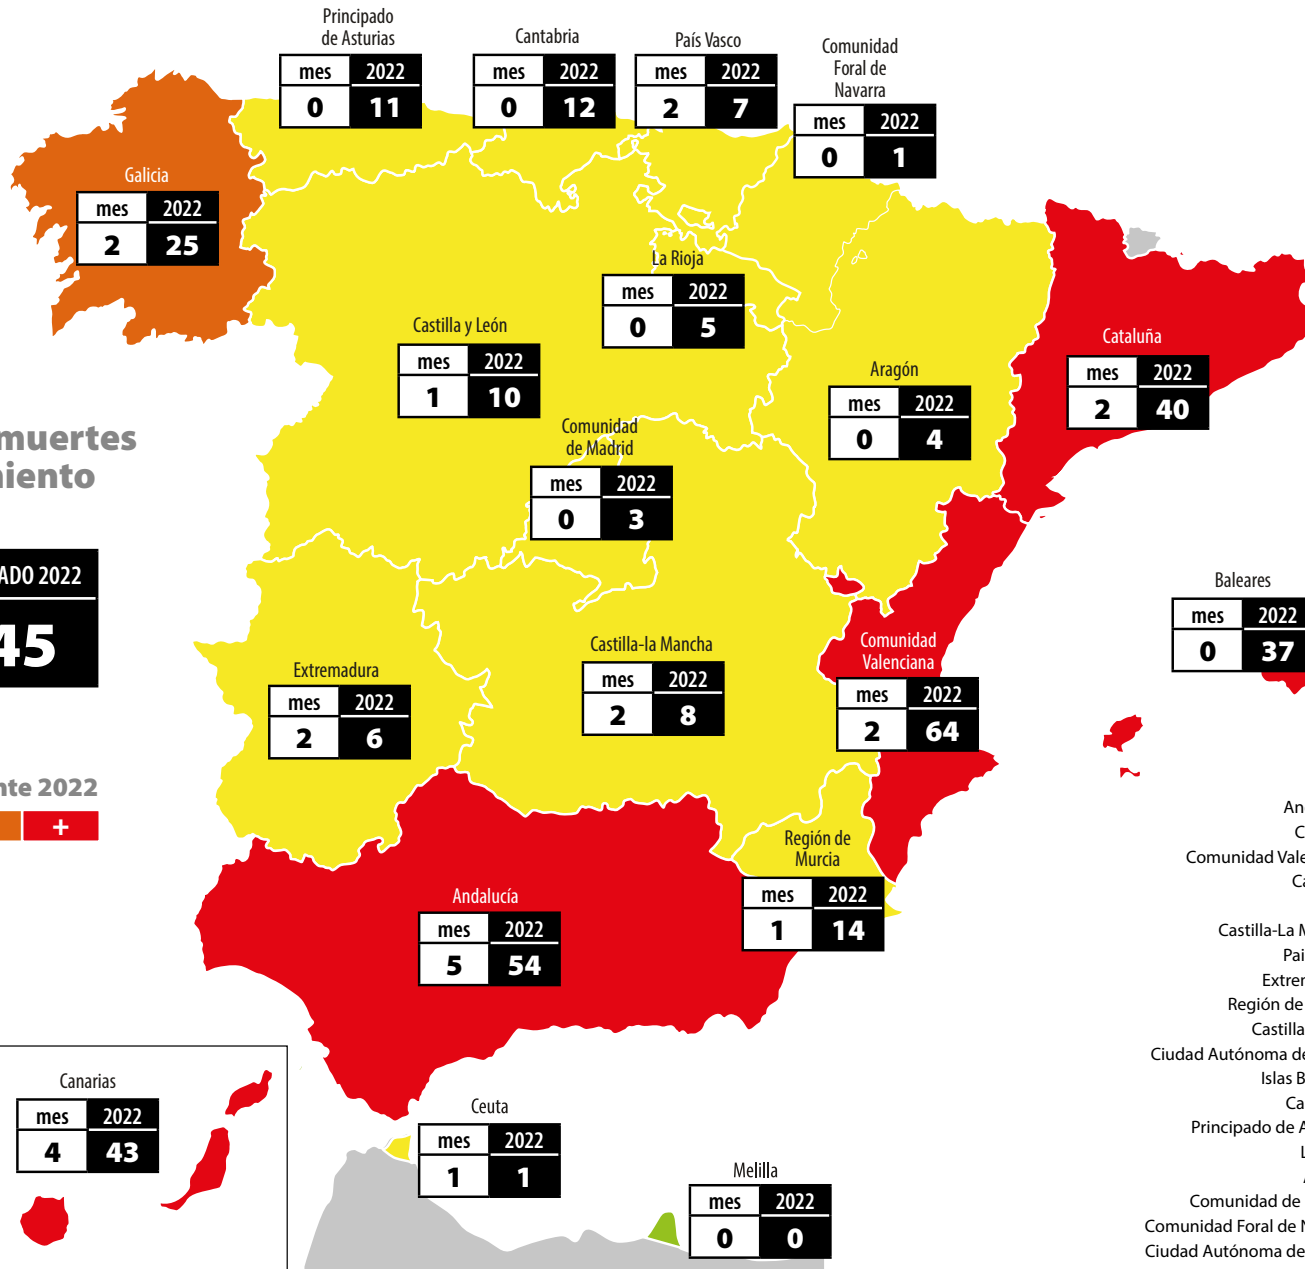 Principado
de Asturias
mes 2022
0 11
Cantabria
mes 2022
0 12
País Vasco
mes 2022
2 7
Comunidad
Foral de
Navarra
mes 2022
0 1
Galicia
mes 2022
2 25
La Rioja
mes 2022
0 5
Castilla y León
mes 2022
1 10
Cataluña
mes 2022
2 40
Aragón
mes 2022
0 4
Comunidad
de Madrid
mes 2022
0 3
muertes
2022
45
Baleares
mes 2022
0 37
Castilla-la Mancha
mes 2022
2 8
Comunidad
Valenciana
mes 2022
2 64
Extremadura
mes 2022
2 6
2022
+
Región de
Murcia
mes 2022
1 14
Andalucía
mes 2022
5 54
Canarias
mes 2022
4 43
Ceuta
mes 2022
1 1
Melilla
mes 2022
0 0
Comunidad
Castilla-La
Región de
Castilla
Ciudad Autónoma de
Islas
Principado de
Comunidad de
Comunidad Foral de
Ciudad Autónoma de